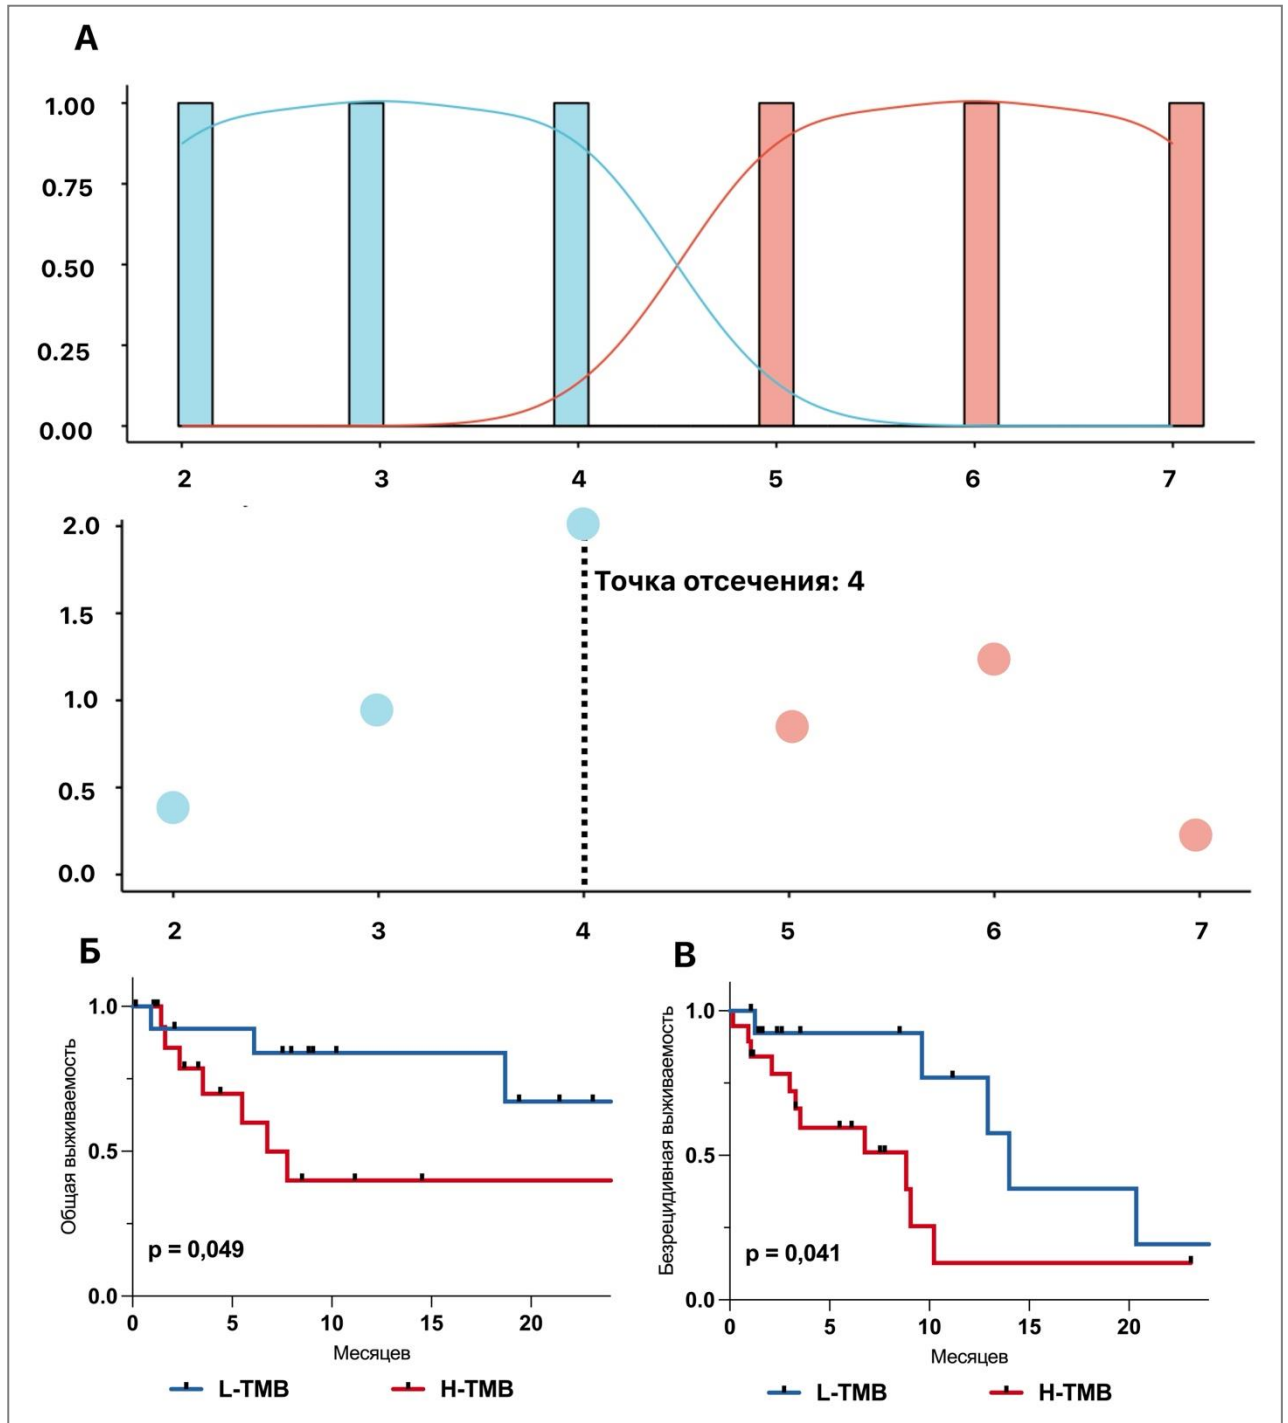 А
1.00
0.75
0.50
0.25
0.00
2 3 4 5 6 7
2.0
1.5
1.0
0.5
0.0
Точка отсечения: 4
2 3 4 5 6 7
Б
Общая выживаемость
1.0
0.5
0.0
p = 0,049
0 5 10 15 20
Месяцев
L-TMB H-TMB
В
Безрецидивная выживаемость
1.0
0.5
0.0
p = 0,041
0 5 10 15 20
Месяцев
L-TMB H-TMB